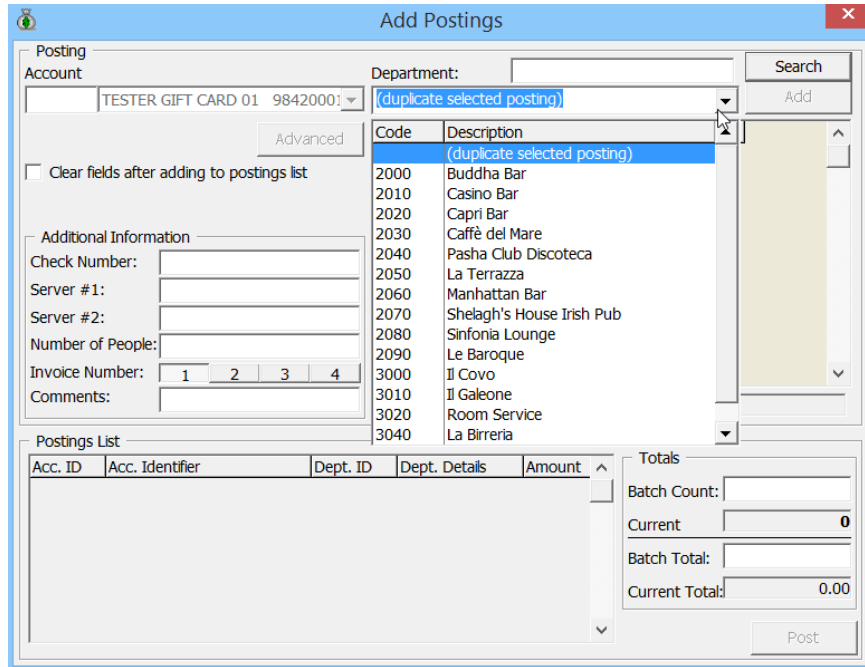 Add Postings
Posting
Account
Department:
Search
TESTER GIFT CARD 01 98420001
(duplicate selected posting)
Add
Advanced
Code Description
(duplicate selected posting)
Clear fields after adding to postings list
2000 Buddha Bar
2010 Casino Bar
2020 Capri Bar
2030 Caffè del Mare
2040 Pasha Club Discoteca
2050 La Terrazza
2060 Manhattan Bar
2070 Shelagh's House Irish Pub
2080 Sinfonia Lounge
2090 Le Baroque
3000 Il Covo
3010 Il Galeone
3020 Room Service
3040 La Birreria
Additional Information
Check Number:
Server #1:
Server #2:
Number of People:
Invoice Number: 1 2 3 4
Comments:
Postings List
Acc. ID Acc. Identifier Dept. ID Dept. Details Amount
Totals
Batch Count:
Current 0
Batch Total:
Current Total: 0.00
Post